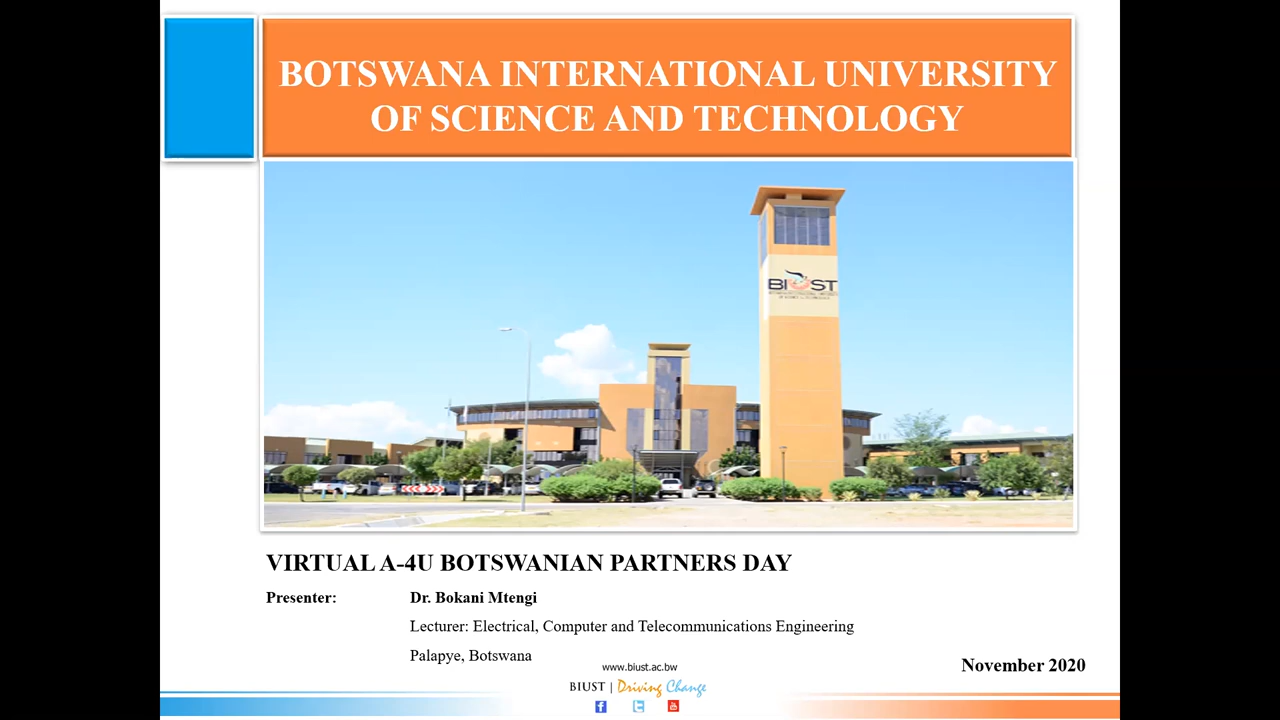 BOTSWANA INTERNATIONAL UNIVERSITY
OF SCIENCE AND TECHNOLOGY
BIUST
VIRTUAL A-4U BOTSWANIAN PARTNERS DAY
Presenter: Dr. Bokani Mtengi
Lecturer: Electrical, Computer and Telecommunications Engineering
Palapye, Botswana
www.biust.ac.bw
November 2020
BIUST | Driving Change